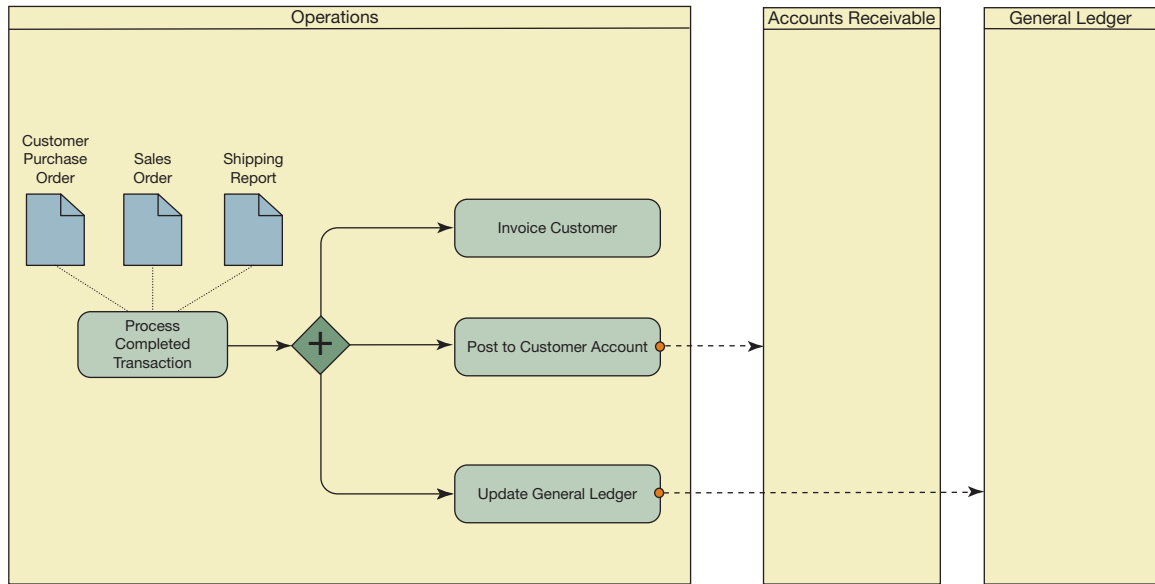 Operations
Accounts Receivable
General Ledger
Customer
Purchase
Order
Sales
Order
Shipping
Report
Invoice Customer
Process
Completed
Transaction
Post to Customer Account
Update General Ledger